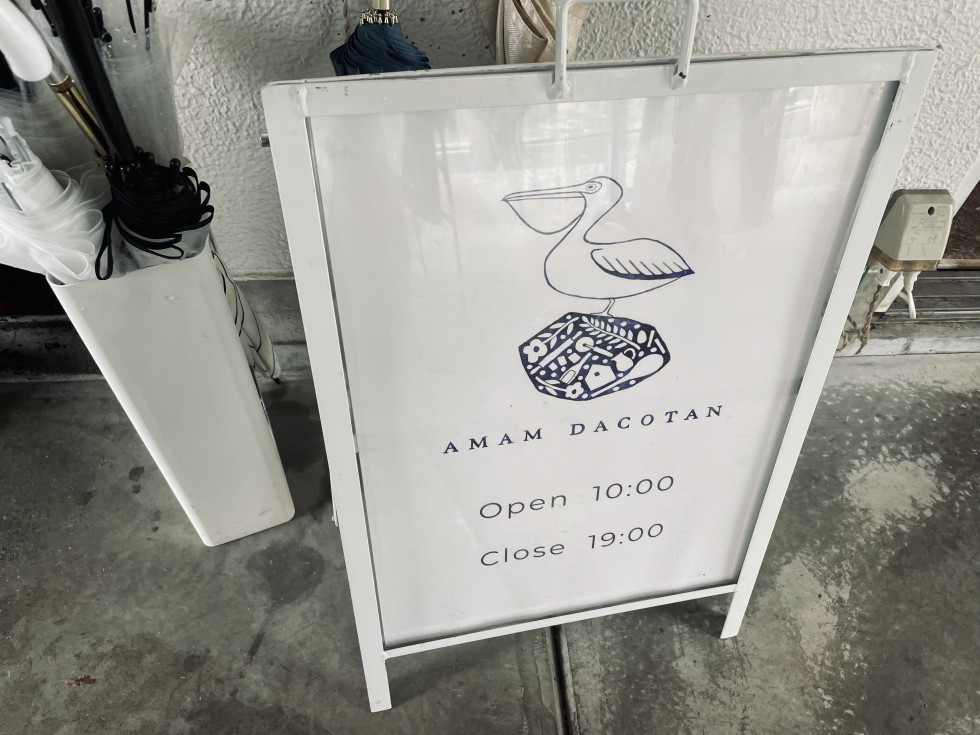 AMAM DACOTAN
Open 10:00
Close 19:00